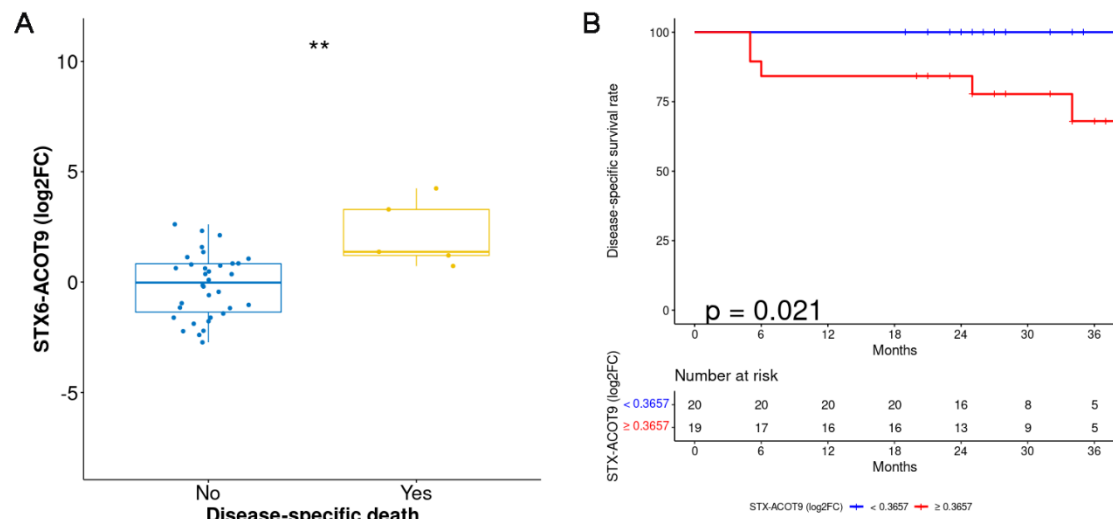 A
**
10
5
0
-5
STX6-ACOT9 (log2FC)
No Yes
Disease-specific death
B
100
75
50
25
0
Disease-specific survival rate
p = 0.021
0 6 12 18 24 30 36
Months
Number at risk
STX-ACOT9 (log2FC)
< 0.3657 20 20 20 20 16 8 5
≥ 0.3657 19 17 16 16 13 9 5
0 6 12 18 24 30 36
Months
STX-ACOT9 (log2FC) < 0.3657 ≥ 0.3657